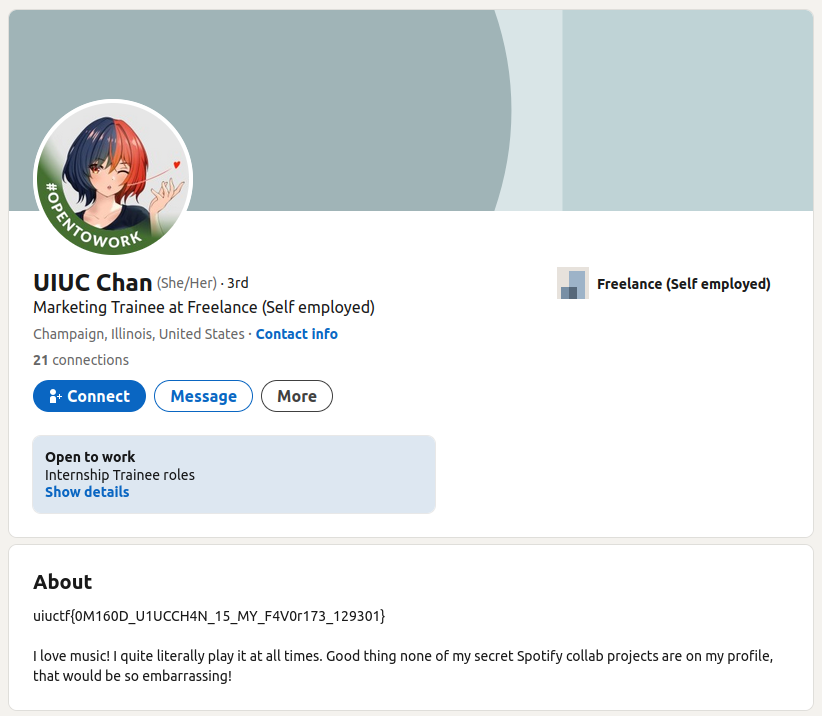 #OPENTOWORK
UIUC Chan (She/Her) · 3rd
Freelance (Self employed)
Marketing Trainee at Freelance (Self employed)
Champaign, Illinois, United States · Contact info
21 connections
Connect
Message
More
Open to work
Internship Trainee roles
Show details
About
uiuctf{0M160D_U1UCCH4N_15_MY_F4V0r173_129301}
I love music! I quite literally play it at all times. Good thing none of my secret Spotify collab projects are on my profile,
that would be so embarrassing!